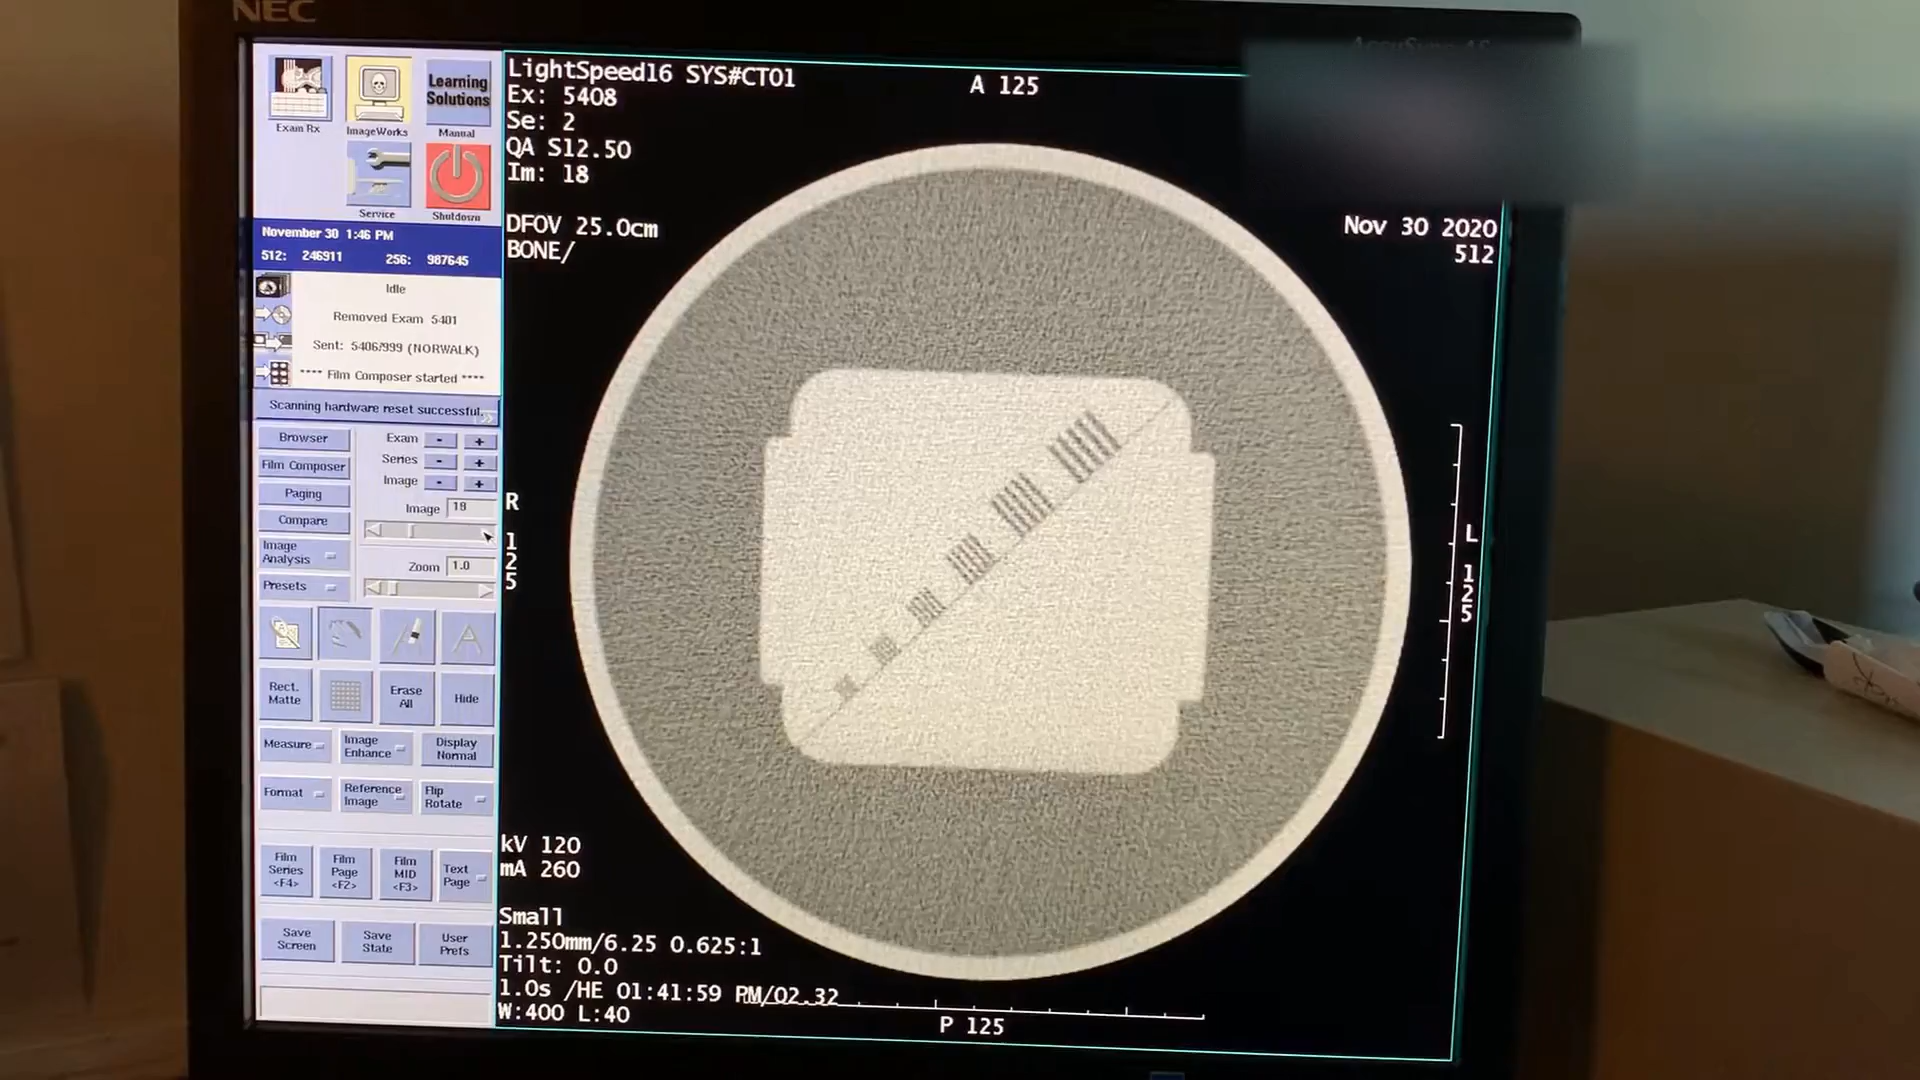 NEC
Exam Rx
ImageWorks
Learning
Solutions
Manual
Service
Shutdown
November 30 1:46 PM
512: 246911 256: 987645
Idle
Removed Exam 5401
Sent: 5406/999 (NORWALK)
**** Film Composer started ****
Scanning hardware reset successful.
Browser
Film Composer
Paging
Compare
Image
Analysis
Presets
Exam - +
Series - +
Image - +
Image 18
Zoom 1.0
Rect.
Matte
Erase
All
Hide
Measure
Image
Enhance
Display
Normal
Format
Reference
Image
Flip
Rotate
Film
Series
<F4>
Film
Page
<F2>
Film
MID
<F3>
Text
Page
Save
Screen
Save
State
User
Prefs
LightSpeed16 SYS#CT01
Ex: 5408
Se: 2
QA S12.50
Im: 18
DFOV 25.0cm
BONE/
A 125
Nov 30 2020
512
R
1
2
5
L
1
2
5
kV 120
mA 260
Small
1.250mm/6.25 0.625:1
Tilt: 0.0
1.0s /HE 01:41:59 PM/02.32
W:400 L:40
P 125